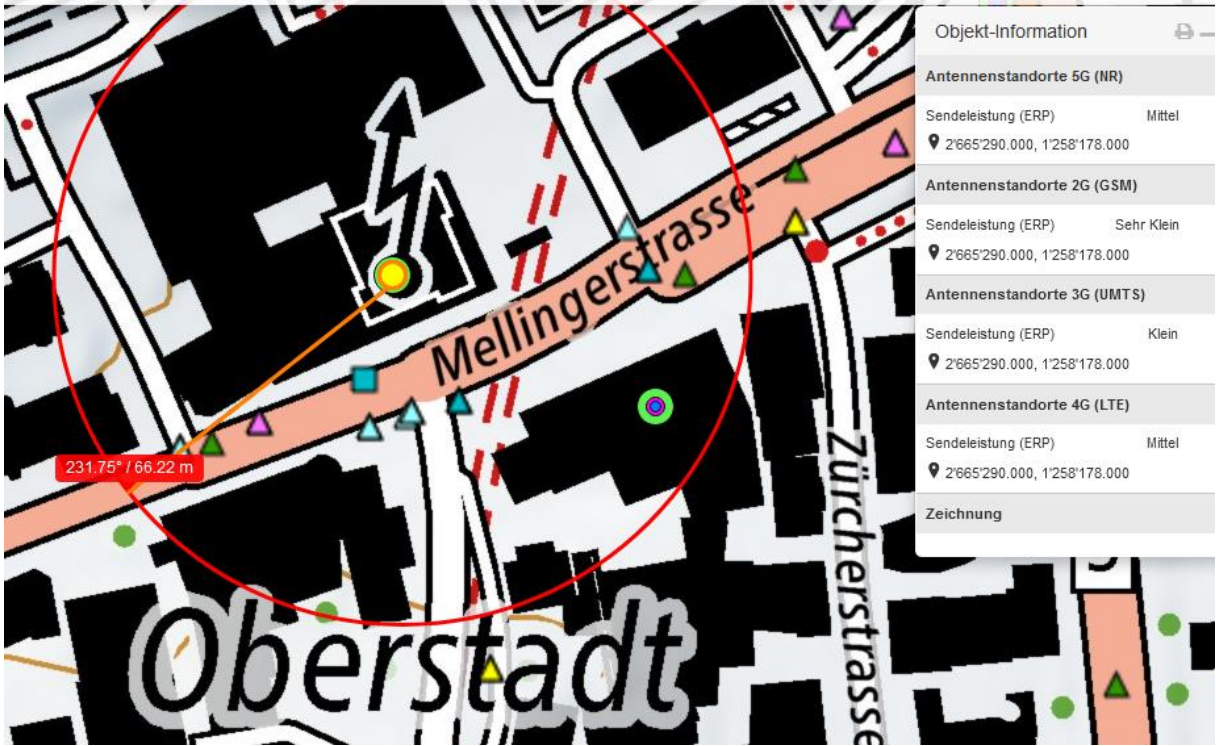 Objekt-Information
Antennenstandorte 5G (NR)
Sendeleistung (ERP) Mittel
2'665'290.000, 1'258'178.000
Antennenstandorte 2G (GSM)
Sendeleistung (ERP) Sehr Klein
2'665'290.000, 1'258'178.000
Antennenstandorte 3G (UMTS)
Sendeleistung (ERP) Klein
2'665'290.000, 1'258'178.000
Antennenstandorte 4G (LTE)
Sendeleistung (ERP) Mittel
2'665'290.000, 1'258'178.000
Zeichnung
Mellingerstrasse
231.75° / 66.22 m
Zürcherstrasse
Oberstadt